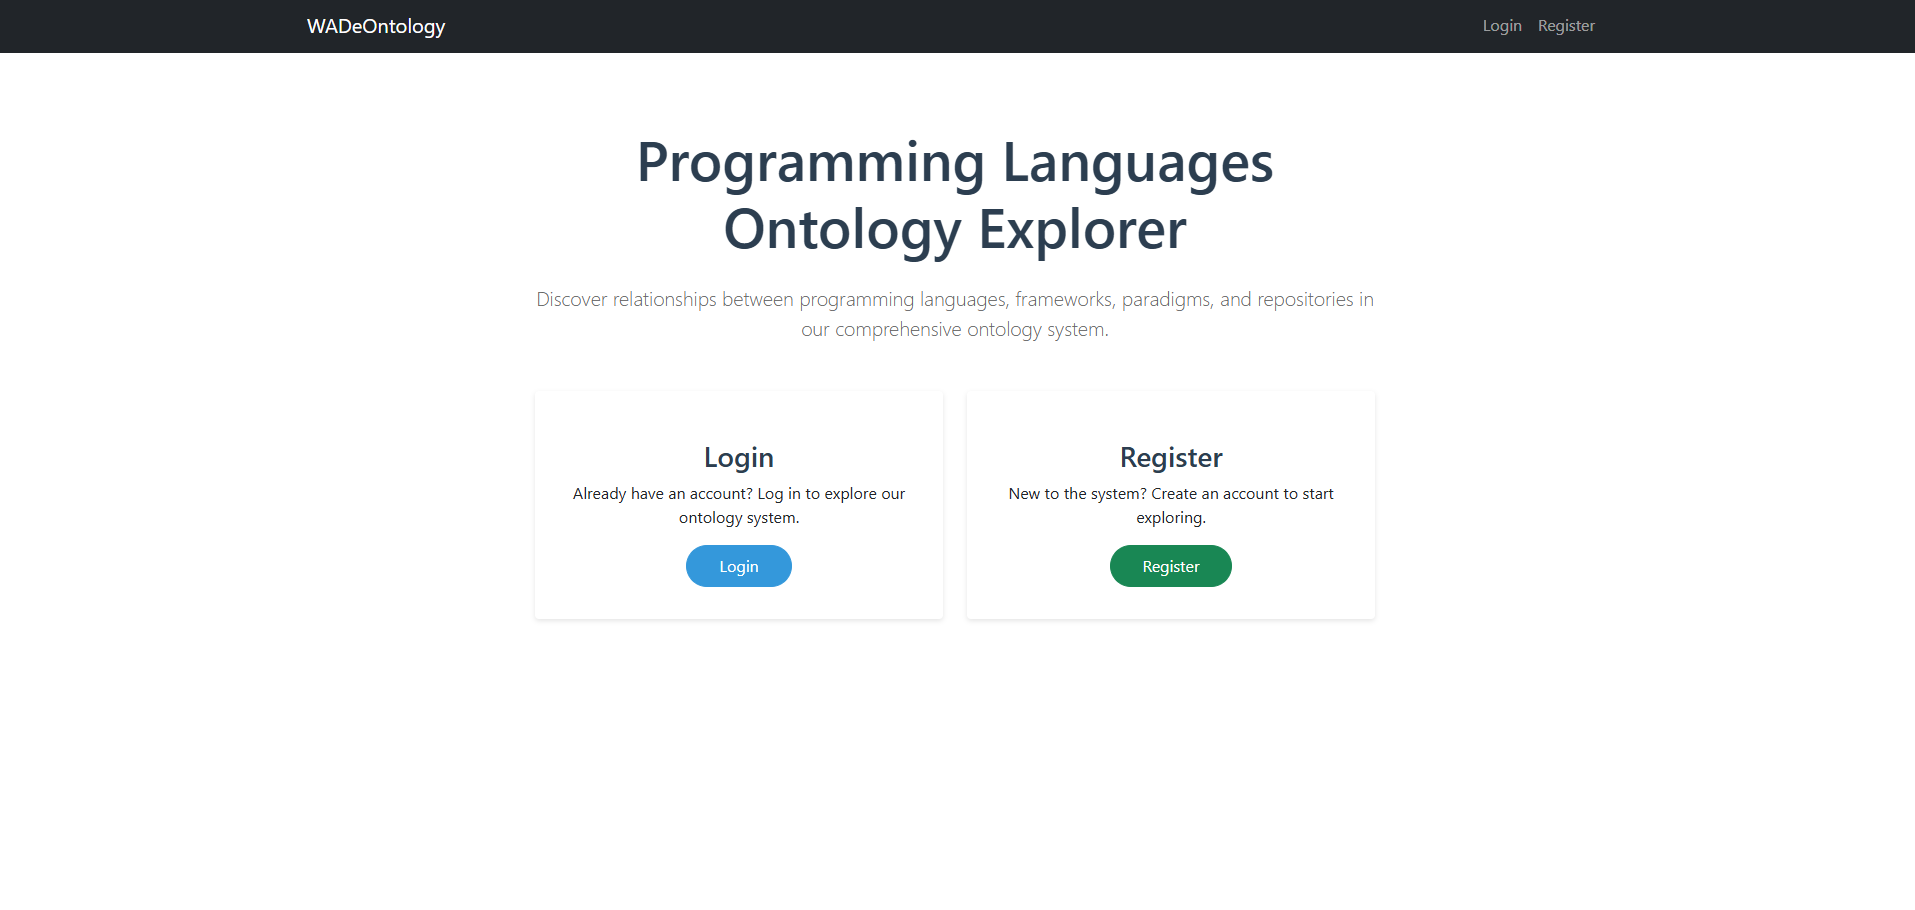 WADeOntology
Login Register
Programming Languages
Ontology Explorer
Discover relationships between programming languages, frameworks, paradigms, and repositories in
our comprehensive ontology system.
Login
Already have an account? Log in to explore our
ontology system.
Login
Register
New to the system? Create an account to start
exploring.
Register